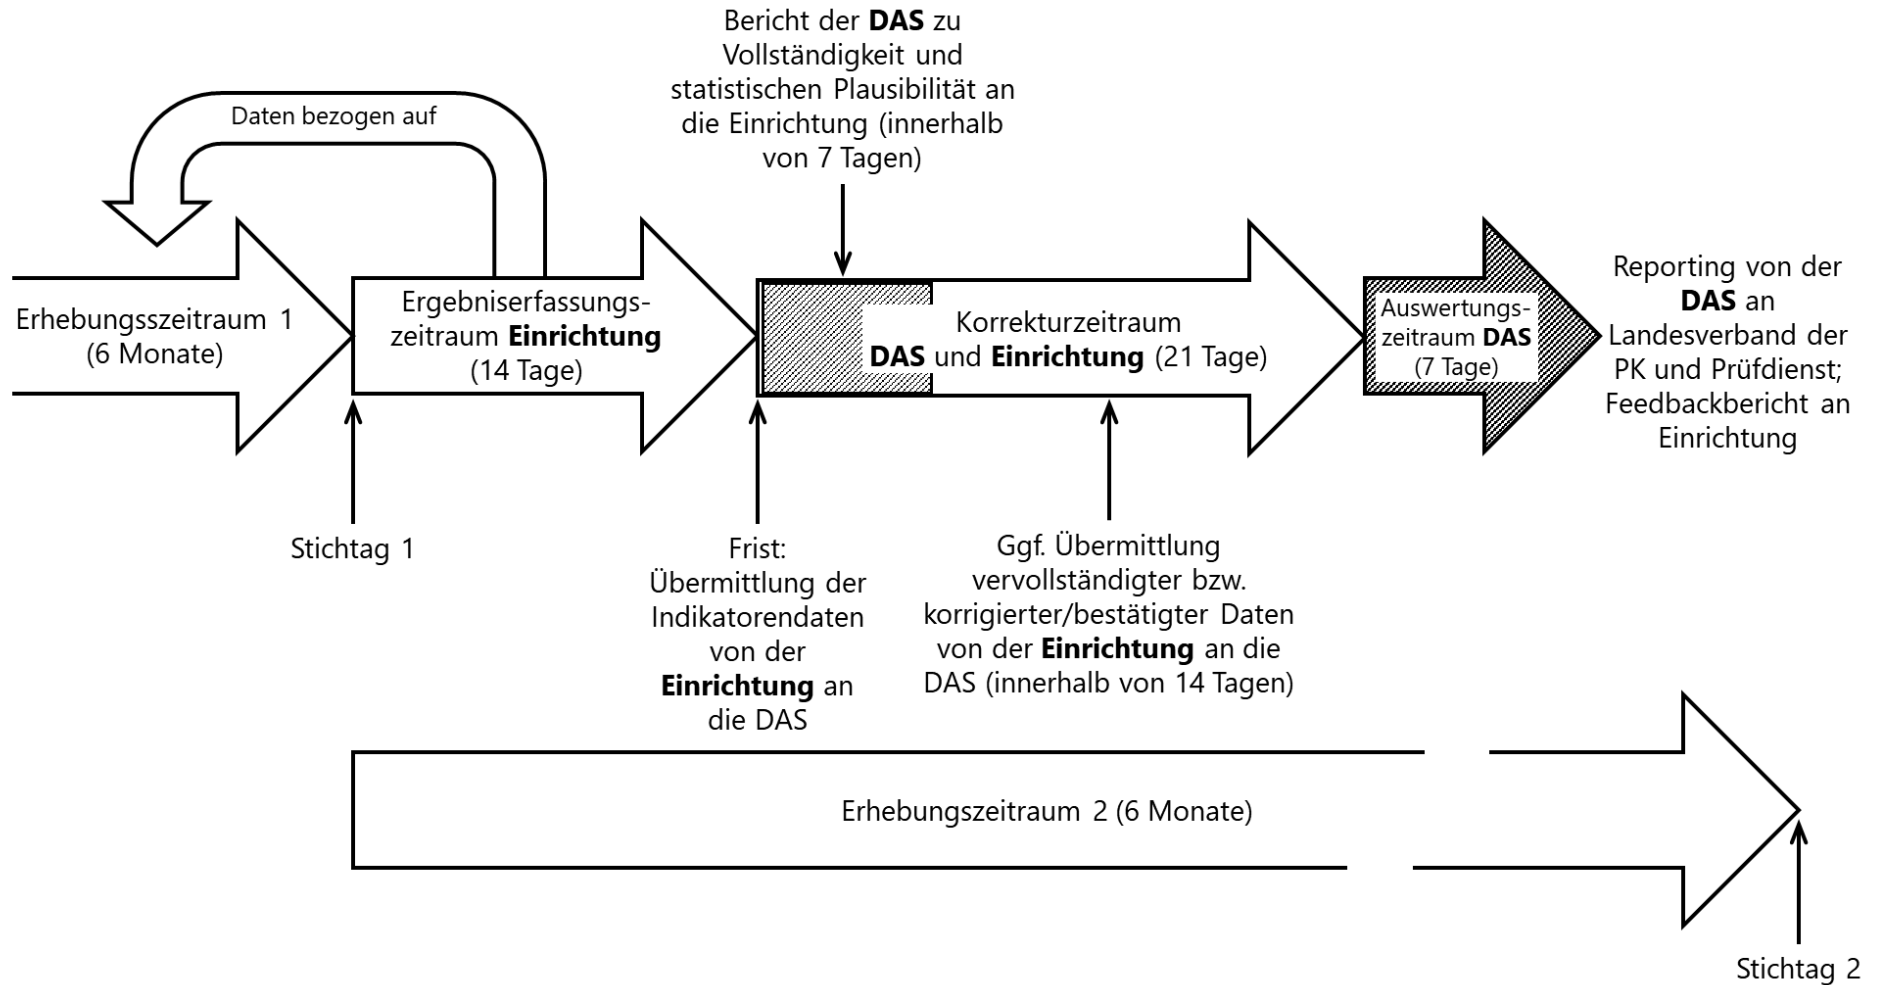 Bericht der DAS zu
Vollständigkeit und
statistischen Plausibilität an
die Einrichtung (innerhalb
von 7 Tagen)
Daten bezogen auf
Erhebungsszeitraum 1
(6 Monate)
Ergebniserfassungs-
zeitraum Einrichtung
(14 Tage)
Korrekturzeitraum
DAS und Einrichtung (21 Tage)
Auswertungs-
zeitraum DAS
(7 Tage)
Reporting von der
DAS an
Landesverband der
PK und Prüfdienst;
Feedbackbericht an
Einrichtung
Stichtag 1
Frist:
Übermittlung der
Indikatorendaten
von der
Einrichtung an
die DAS
Ggf. Übermittlung
vervollständigter bzw.
korrigierter/bestätigter Daten
von der Einrichtung an die
DAS (innerhalb von 14 Tagen)
Erhebungszeitraum 2 (6 Monate)
Stichtag 2